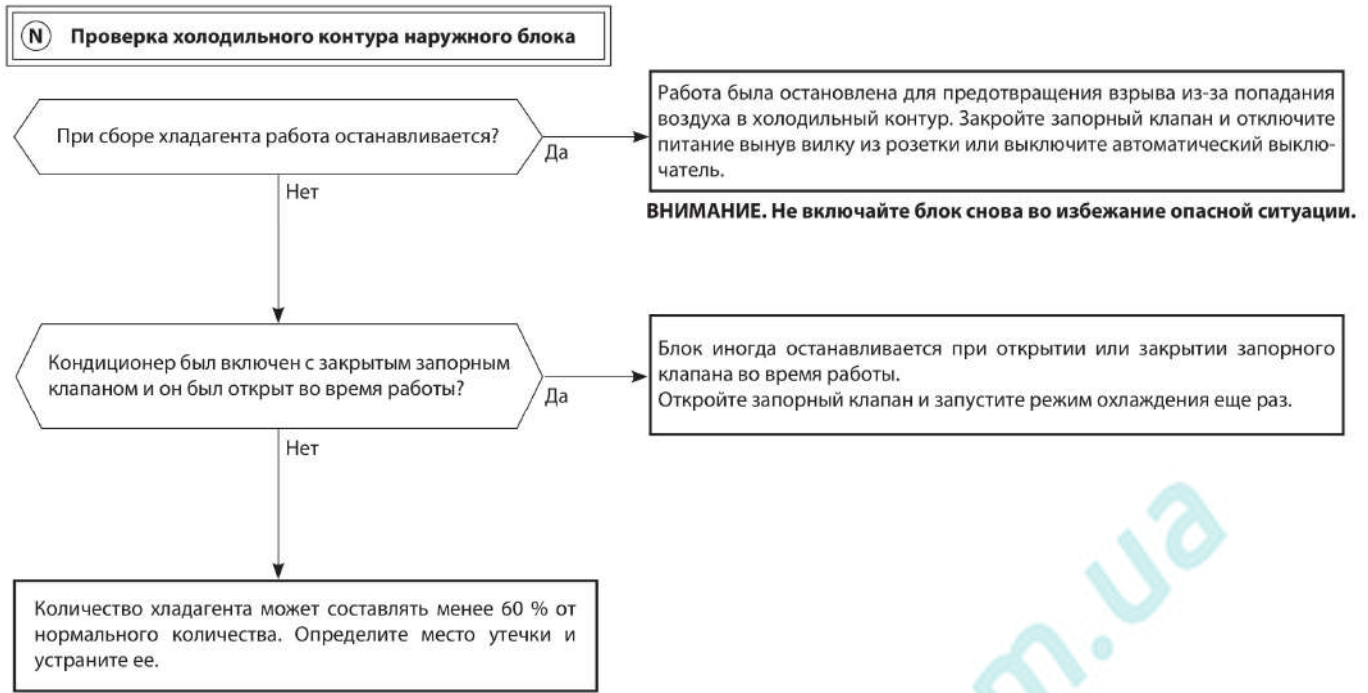 N Проверка холодильного контура наружного блока
При сборе хладагента работа останавливается?
Да
Работа была остановлена для предотвращения взрыва из-за попадания
воздуха в холодильный контур. Закройте запорный клапан и отключите
питание вынув вилку из розетки или выключите автоматический выклю-
чатель.
ВНИМАНИЕ. Не включайте блок снова во избежание опасной ситуации.
Нет
Кондиционер был включен с закрытым запорным
клапаном и он был открыт во время работы?
Да
Блок иногда останавливается при открытии или закрытии запорного
клапана во время работы.
Откройте запорный клапан и запустите режим охлаждения еще раз.
Нет
Количество хладагента может составлять менее 60 % от
нормального количества. Определите место утечки и
устраните ее.
m.ua